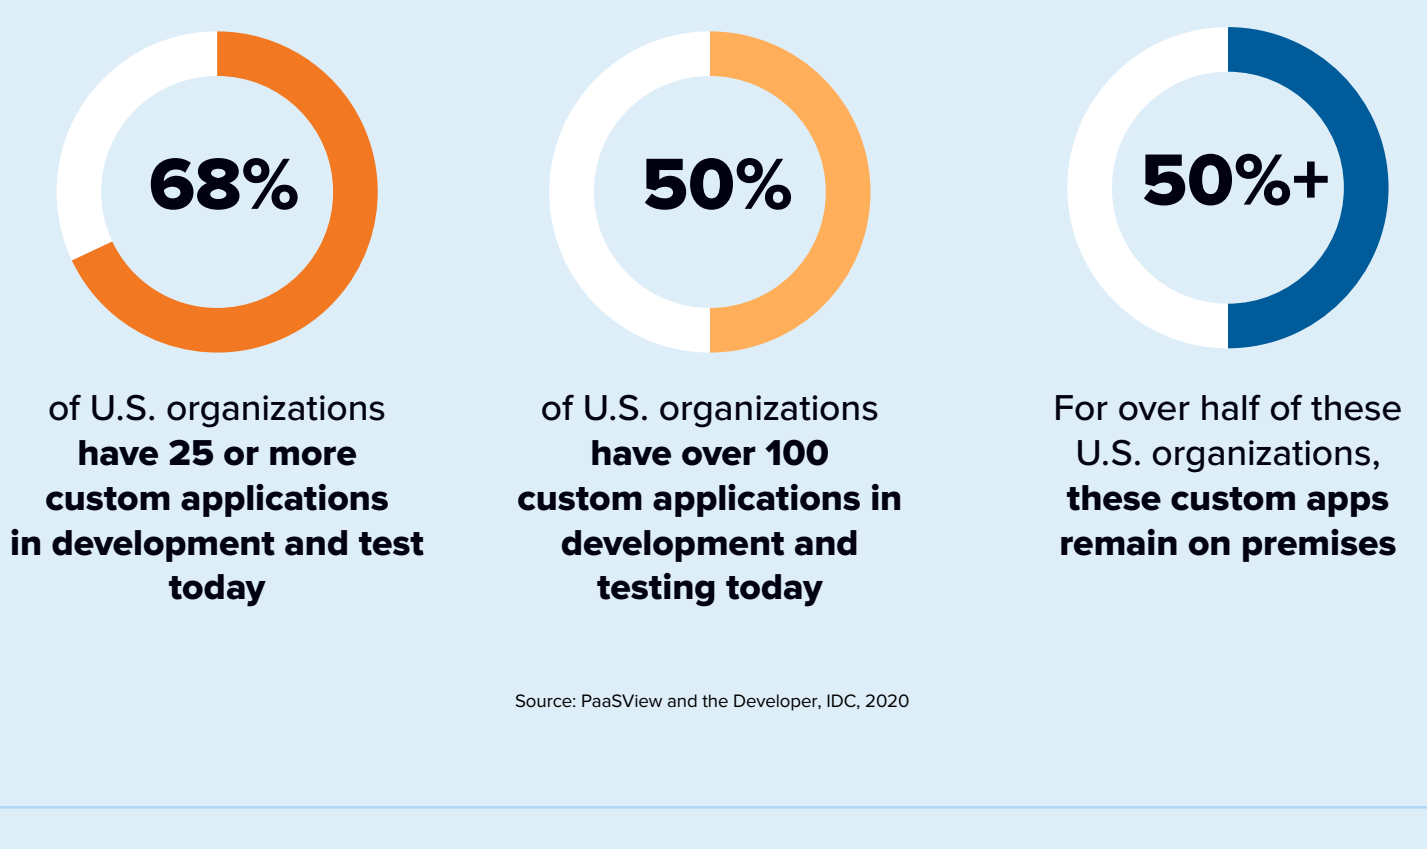 68%
of U.S. organizations
have 25 or more
custom applications
in development and test
today
50%
of U.S. organizations
have over 100
custom applications in
development and
testing today
50%+
For over half of these
U.S. organizations,
these custom apps
remain on premises
Source: PaaSView and the Developer, IDC, 2020